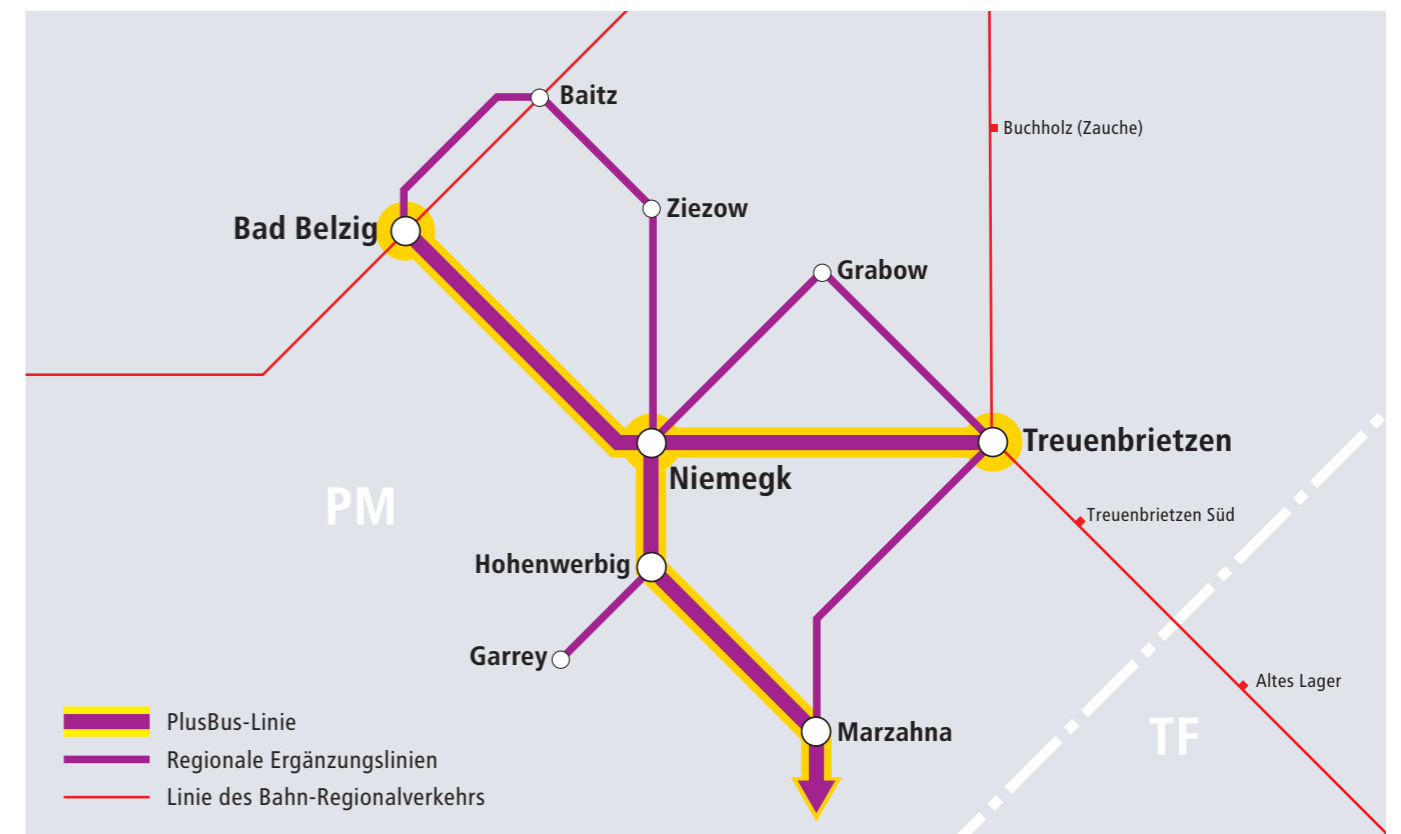 Baitz
Buchholz (Zauche)
Ziezow
Bad Belzig
Grabow
Treuenbrietzen
Niemegk
PM
Treuenbrietzen Süd
Hohenwerbig
Garrey
Altes Lager
PlusBus-Linie
Marzahna
TF
Regionale Ergänzungslinien
Linie des Bahn-Regionalverkehrs